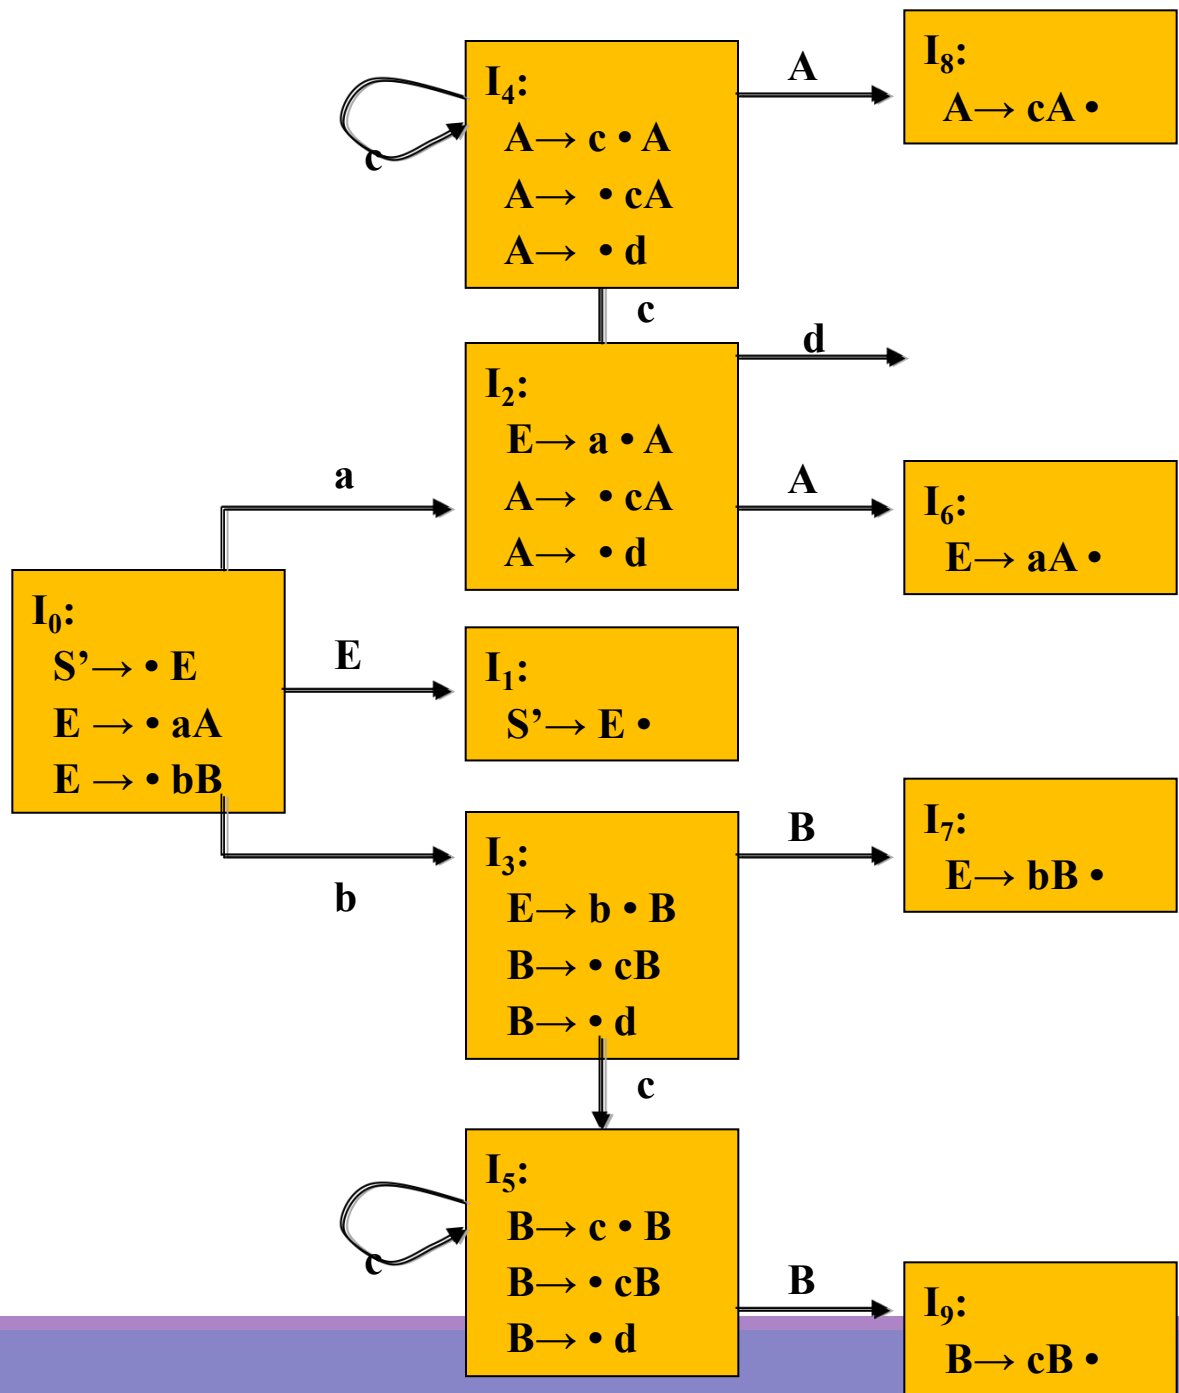 I₄:
A→ c • A
A→ • cA
A→ • d
c
A
I₈:
A→ cA •
c
d
I₂:
E→ a • A
A→ • cA
A→ • d
a
A
I₆:
E→ aA •
I₀:
S’→ • E
E → • aA
E → • bB
E
I₁:
S’→ E •
b
I₃:
E→ b • B
B→ • cB
B→ • d
B
I₇:
E→ bB •
c
I₅:
B→ c • B
B→ • cB
B→ • d
c
B
I₉:
B→ cB •